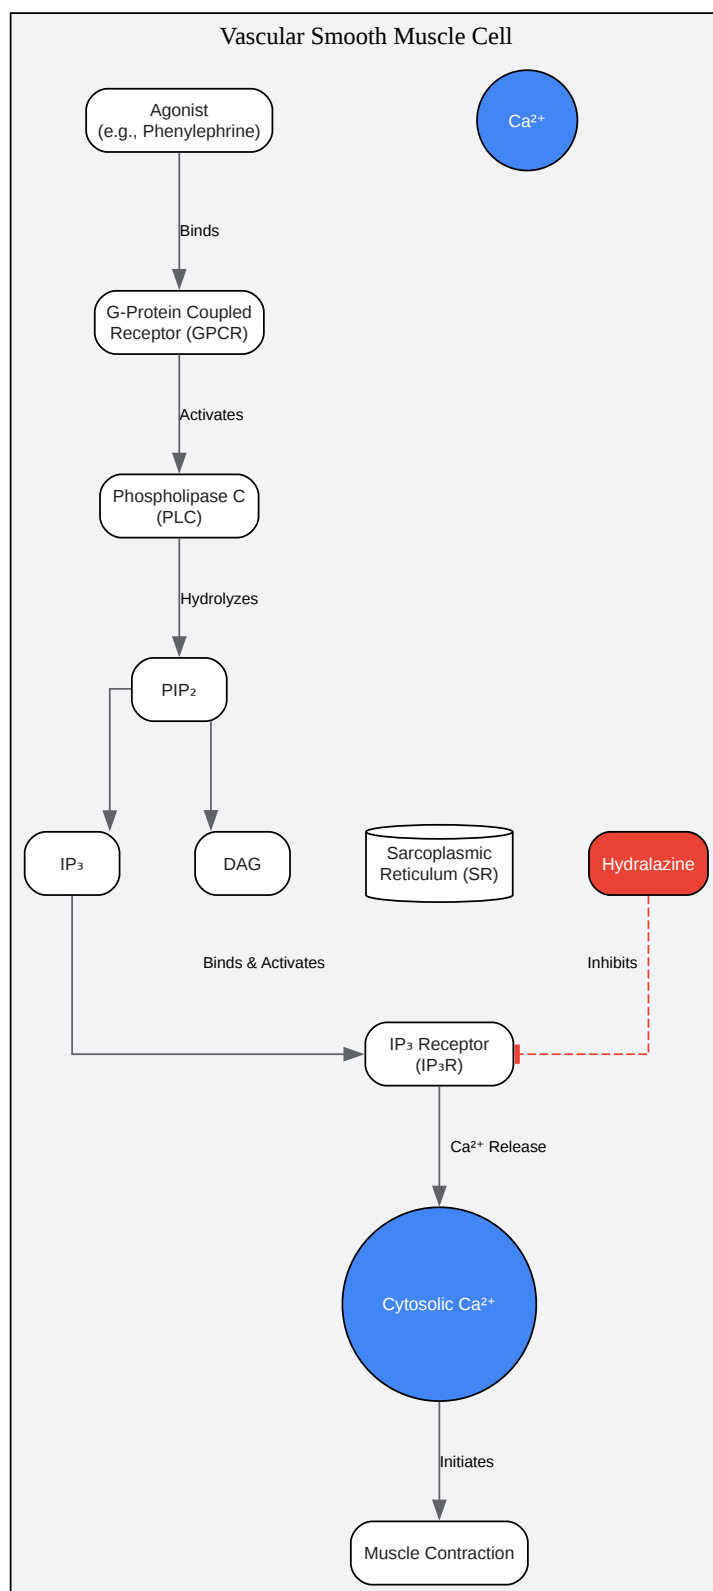 Vascular Smooth Muscle Cell
Agonist
(e.g., Phenylephrine)
Ca²⁺
Binds
G-Protein Coupled
Receptor (GPCR)
Activates
Phospholipase C
(PLC)
Hydrolyzes
PIP₂
IP₃
DAG
Sarcoplasmic
Reticulum (SR)
Hydralazine
Binds & Activates
Inhibits
IP₃ Receptor
(IP₃R)
Ca²⁺ Release
Cytosolic Ca²⁺
Initiates
Muscle Contraction